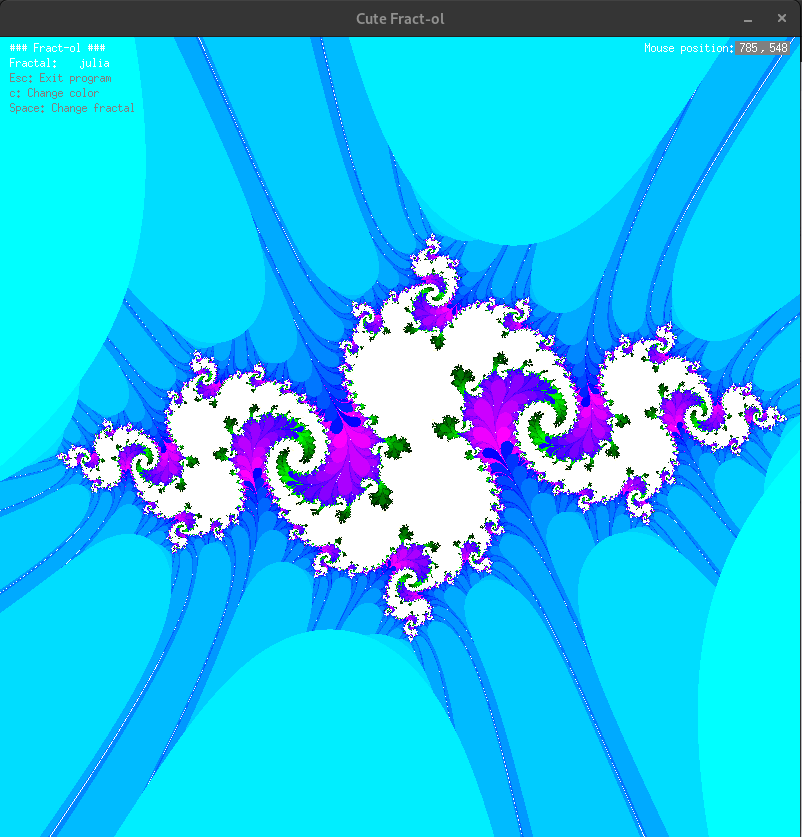 Cute Fract-ol
### Fract-ol ###
Fractal: julia
Esc: Exit program
c: Change color
Space: Change fractal
Mouse position: 785, 548